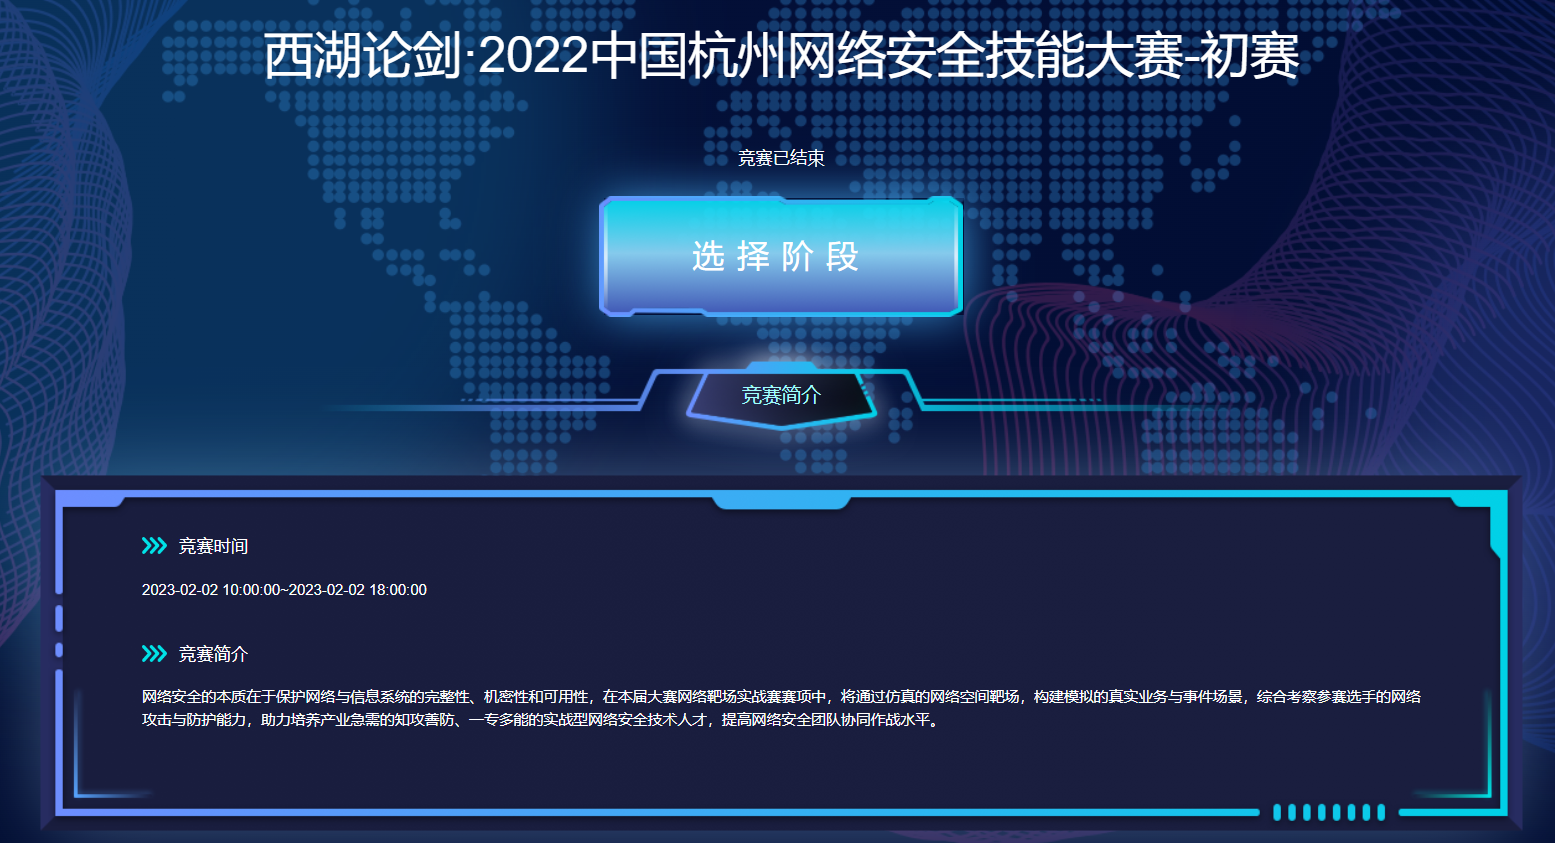 西湖论剑·2022中国杭州网络安全技能大赛-初赛
竞赛已结束
选择阶段
竞赛简介
竞赛时间
2023-02-02 10:00:00~2023-02-02 18:00:00
竞赛简介
网络安全的本质在于保护网络与信息系统的完整性、机密性和可用性，在本届大赛网络靶场实战赛赛项中，将通过仿真的网络空间靶场，构建模拟的真实业务与事件场景，综合考察参赛选手的网络
攻击与防护能力，助力培养产业急需的知攻善防、一专多能的实战型网络安全技术人才，提高网络安全团队协同作战水平。